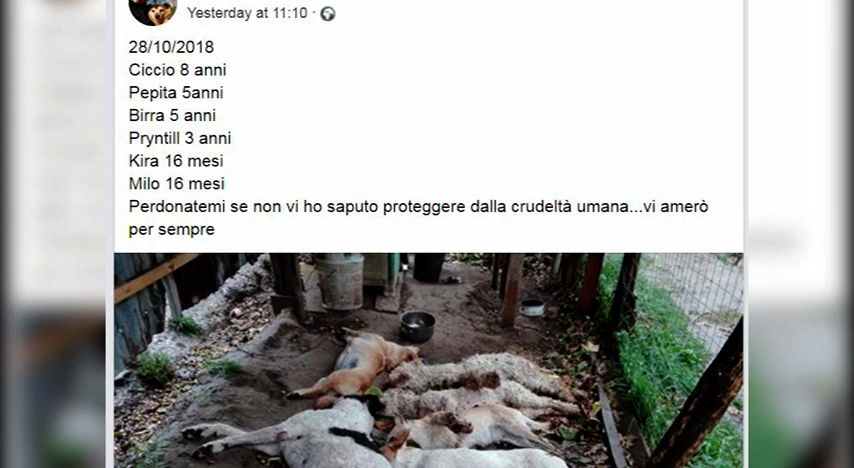 Yesterday at 11:10 ·
28/10/2018
Ciccio 8 anni
Pepita 5anni
Birra 5 anni
Pryntill 3 anni
Kira 16 mesi
Milo 16 mesi
Perdonatemi se non vi ho saputo proteggere dalla crudeltà umana...vi amerò
per sempre